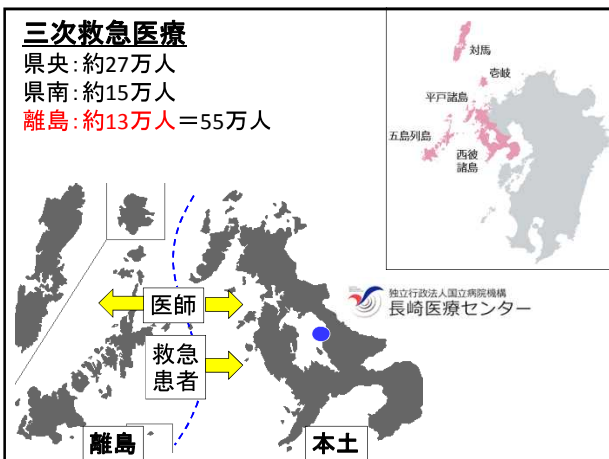 三次救急医療
県央：約27万人
県南：約15万人
離島：約13万人＝55万人
対馬
壱岐
平戸諸島
五島列島
西彼
諸島
医師
救急
患者
独立行政法人国立病院機構
長崎医療センター
離島
本土